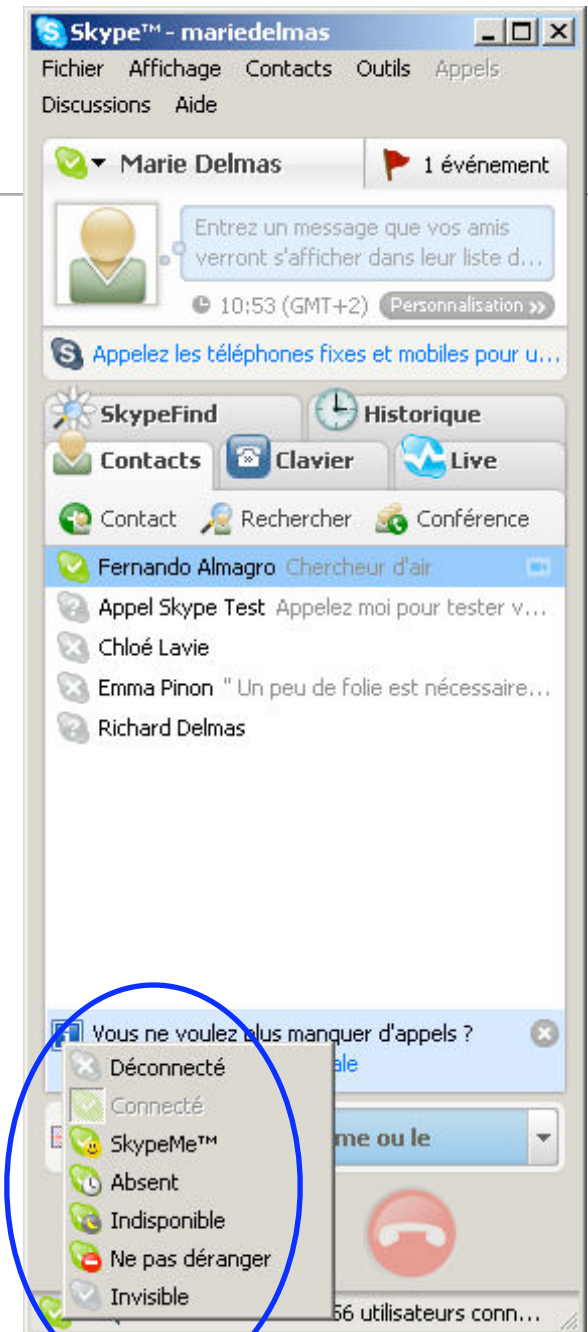 Skype™ - mariedelmas
Fichier Affichage Contacts Outils Appels
Discussions Aide
Marie Delmas 1 événement
Entrez un message que vos amis
verront s'afficher dans leur liste d...
10:53 (GMT+2) Personnalisation »
Appelez les téléphones fixes et mobiles pour u...
SkypeFind Historique
Contacts Clavier Live
Contact Rechercher Conférence
Fernando Almagro Chercheur d'air
Appel Skype Test Appelez moi pour tester v...
Chloé Lavie
Emma Pinon " Un peu de folie est nécessaire...
Richard Delmas
Vous ne voulez plus manquer d'appels ?
Déconnecté
Connecté
SkypeMe™
me ou le
Absent
Indisponible
Ne pas déranger
Invisible
utilisateurs conn...